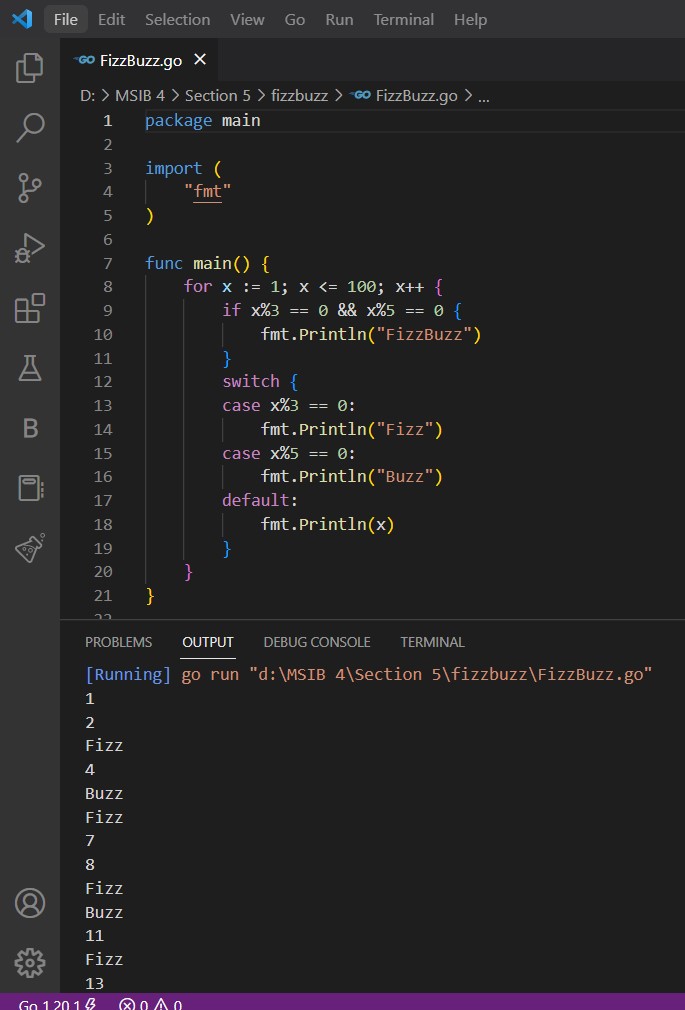 File Edit Selection View Go Run Terminal Help
GO FizzBuzz.go
D: > MSIB 4 > Section 5 > fizzbuzz > GO FizzBuzz.go > ...
1 package main
2
3 import (
4 "fmt"
5 )
6
7 func main() {
8 for x := 1; x <= 100; x++ {
9 if x%3 == 0 && x%5 == 0 {
10 fmt.Println("FizzBuzz")
11 }
12 switch {
13 case x%3 == 0:
14 fmt.Println("Fizz")
15 case x%5 == 0:
16 fmt.Println("Buzz")
17 default:
18 fmt.Println(x)
19 }
20 }
21 }
22
B
PROBLEMS OUTPUT DEBUG CONSOLE TERMINAL
[Running] go run "d:\MSIB 4\Section 5\fizzbuzz\FizzBuzz.go"
1
2
Fizz
4
Buzz
Fizz
7
8
Fizz
Buzz
11
Fizz
13
Go 1.20.1 0 0